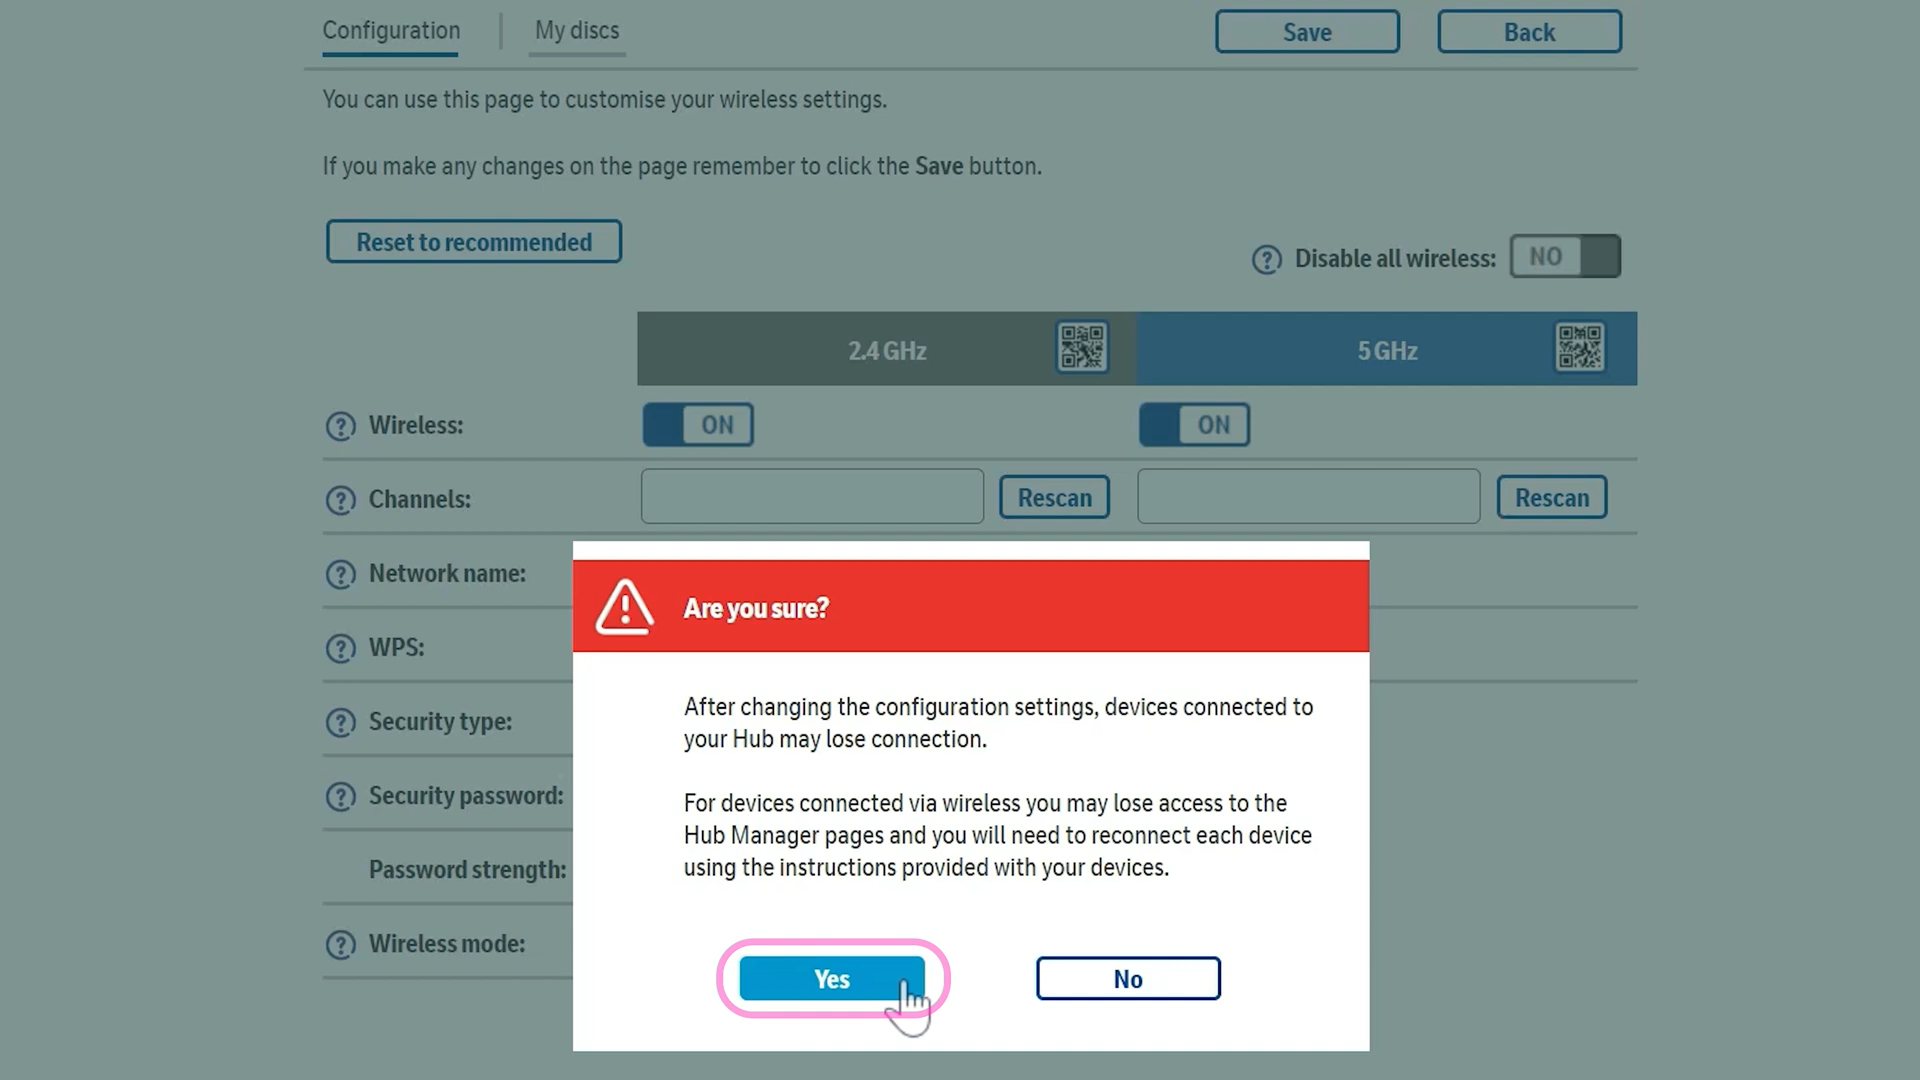 Configuration
My discs
Save
Back
You can use this page to customise your wireless settings.
If you make any changes on the page remember to click the Save button.
Reset to recommended
? Disable all wireless: NO
2.4 GHz
5 GHz
? Wireless:
ON
ON
? Channels:
Rescan
Rescan
? Network name:
? WPS:
? Security type:
? Security password:
Password strength:
? Wireless mode:
Are you sure?
After changing the configuration settings, devices connected to
your Hub may lose connection.
For devices connected via wireless you may lose access to the
Hub Manager pages and you will need to reconnect each device
using the instructions provided with your devices.
Yes
No